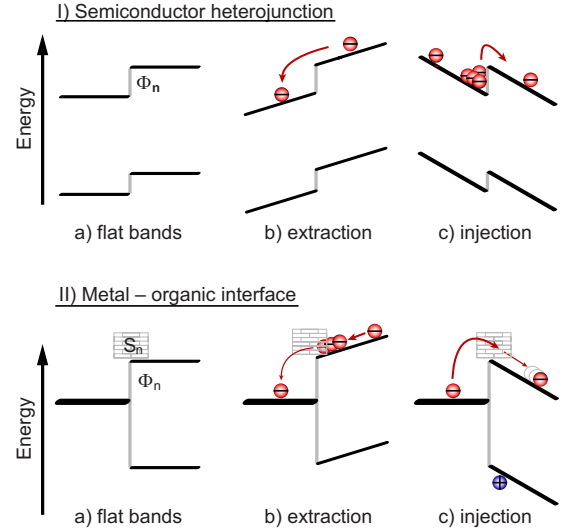 I) Semiconductor heterojunction
Energy
Φn
a) flat bands
b) extraction
c) injection
II) Metal – organic interface
Energy
Sn
Φn
a) flat bands
b) extraction
c) injection